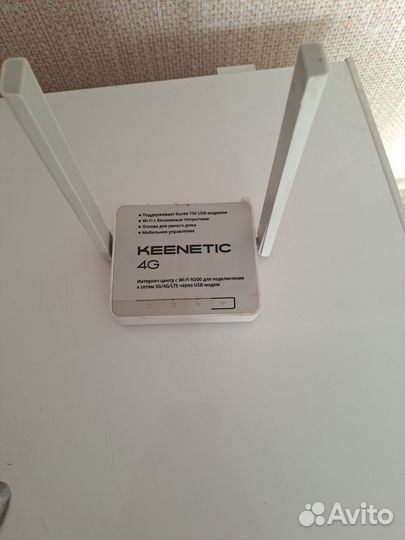 Поддерживает более 150 USB-модемов
Wi-Fi с бесшовным покрытием
Основа для умного дома
Мобильное управление
KEENETIC
4G
Интернет-центр с Wi-Fi N300 для подключения
к сетям 3G/4G/LTE через USB-модем
Avito